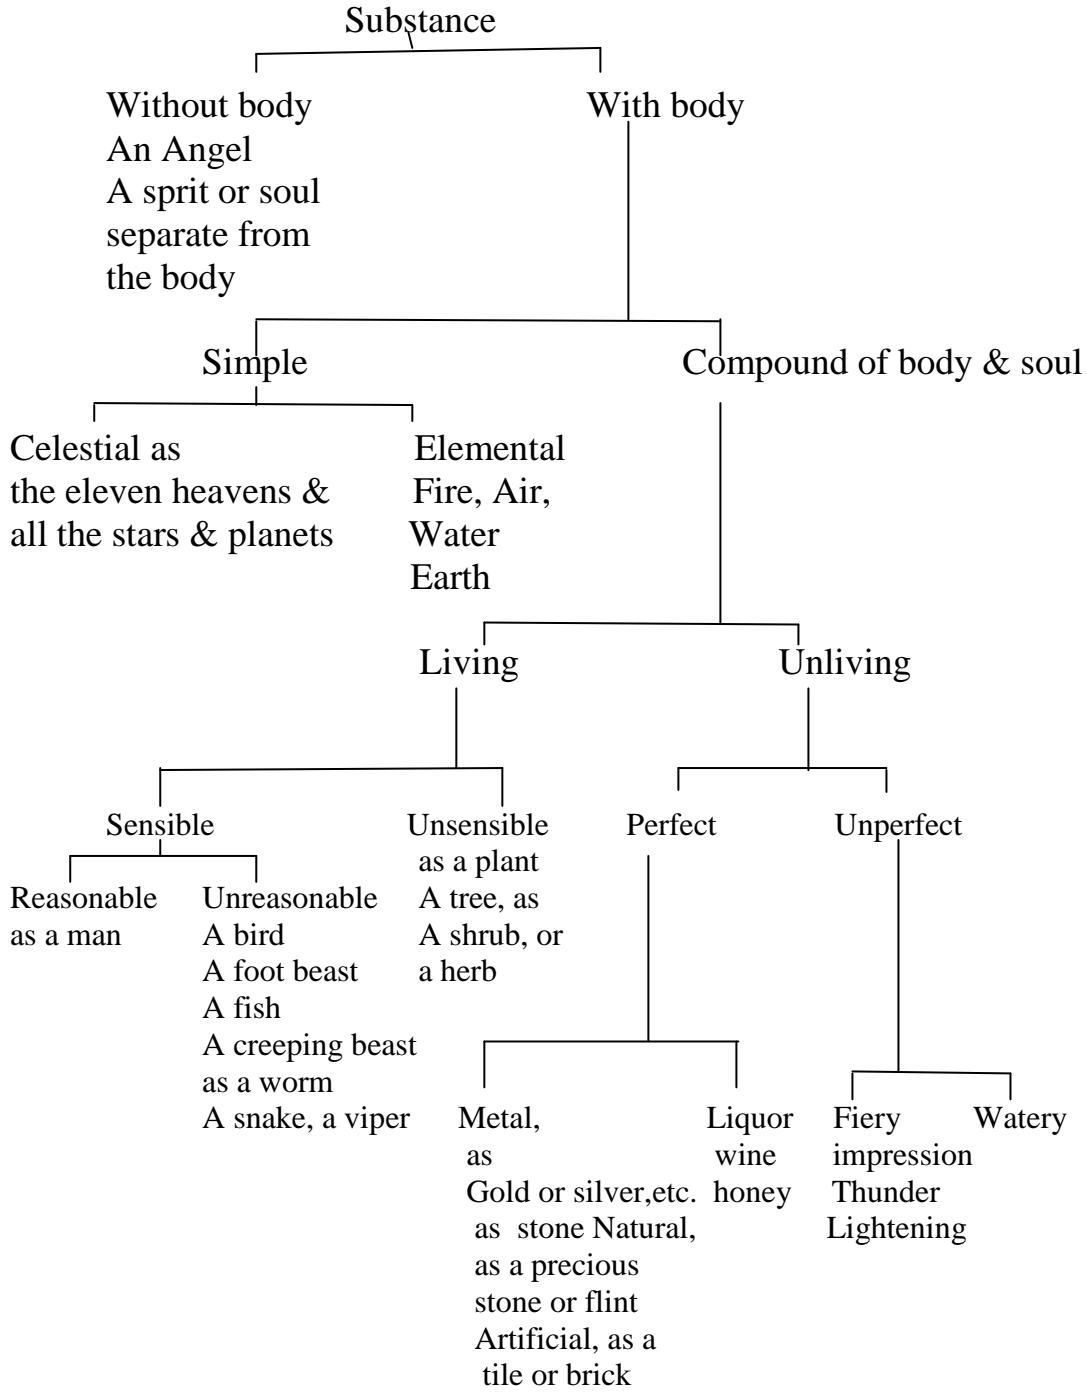 Substance
Without body
An Angel
A sprit or soul
separate from
the body
With body
Simple
Compound of body & soul
Celestial as
the eleven heavens &
all the stars & planets
Elemental
Fire, Air,
Water
Earth
Living
Unliving
Sensible
Unsensible
as a plant
A tree, as
A shrub, or
a herb
Perfect
Unperfect
Reasonable
as a man
Unreasonable
A bird
A foot beast
A fish
A creeping beast
as a worm
A snake, a viper
Metal,
as
Gold or silver,etc.
as stone Natural,
as a precious
stone or flint
Artificial, as a
tile or brick
Liquor
wine
honey
Fiery
impression
Thunder
Lightening
Watery